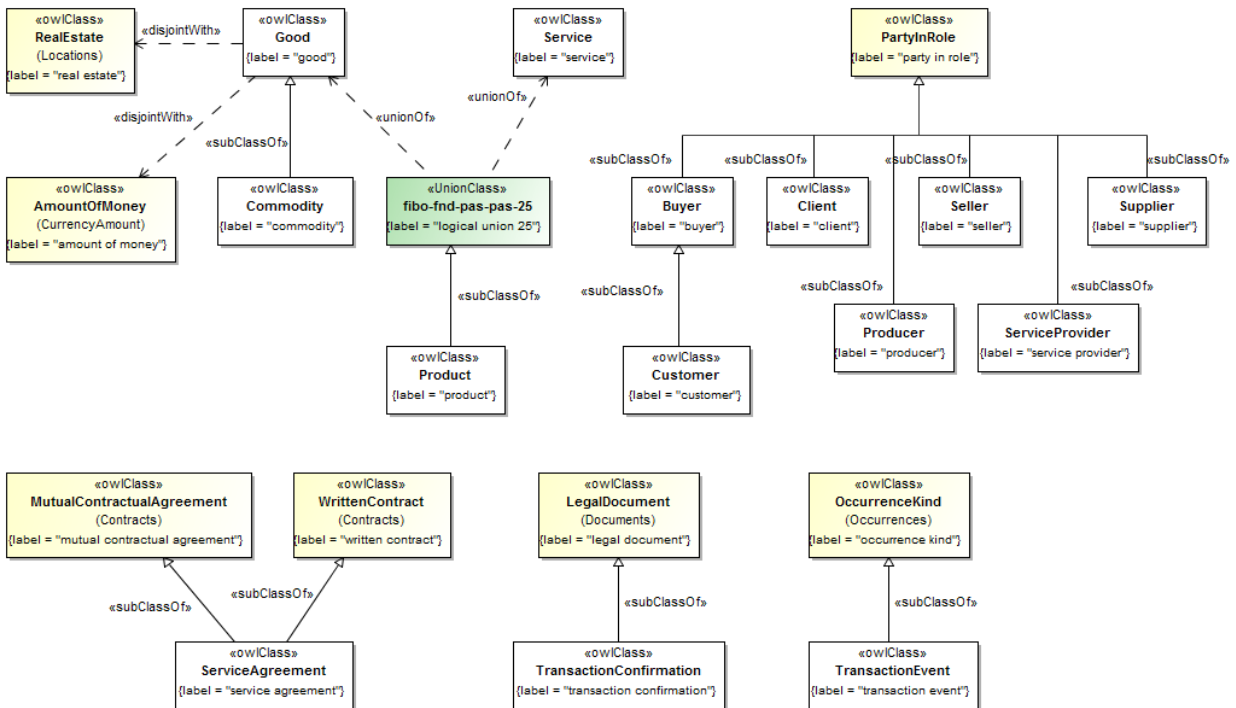 «owlClass»
RealEstate
(Locations)
{label = "real estate"}
«disjointWith»
«owlClass»
Good
{label = "good"}
«owlClass»
Service
{label = "service"}
«owlClass»
PartyInRole
{label = "party in role"}
«disjointWith»
«unionOf»
«unionOf»
«subClassOf»
«subClassOf»
«subClassOf»
«subClassOf»
«subClassOf»
«owlClass»
AmountOfMoney
(CurrencyAmount)
{label = "amount of money"}
«owlClass»
Commodity
{label = "commodity"}
«UnionClass»
fibo-fnd-pas-pas-25
{label = "logical union 25"}
«owlClass»
Buyer
{label = "buyer"}
«owlClass»
Client
{label = "client"}
«owlClass»
Seller
{label = "seller"}
«owlClass»
Supplier
{label = "supplier"}
«subClassOf»
«subClassOf»
«subClassOf»
«subClassOf»
«owlClass»
Product
{label = "product"}
«owlClass»
Customer
{label = "customer"}
«owlClass»
Producer
{label = "producer"}
«owlClass»
ServiceProvider
{label = "service provider"}
«owlClass»
MutualContractualAgreement
(Contracts)
{label = "mutual contractual agreement"}
«owlClass»
WrittenContract
(Contracts)
{label = "written contract"}
«owlClass»
LegalDocument
(Documents)
{label = "legal document"}
«owlClass»
OccurrenceKind
(Occurrences)
{label = "occurrence kind"}
«subClassOf»
«subClassOf»
«subClassOf»
«subClassOf»
«owlClass»
ServiceAgreement
{label = "service agreement"}
«owlClass»
TransactionConfirmation
{label = "transaction confirmation"}
«owlClass»
TransactionEvent
{label = "transaction event"}